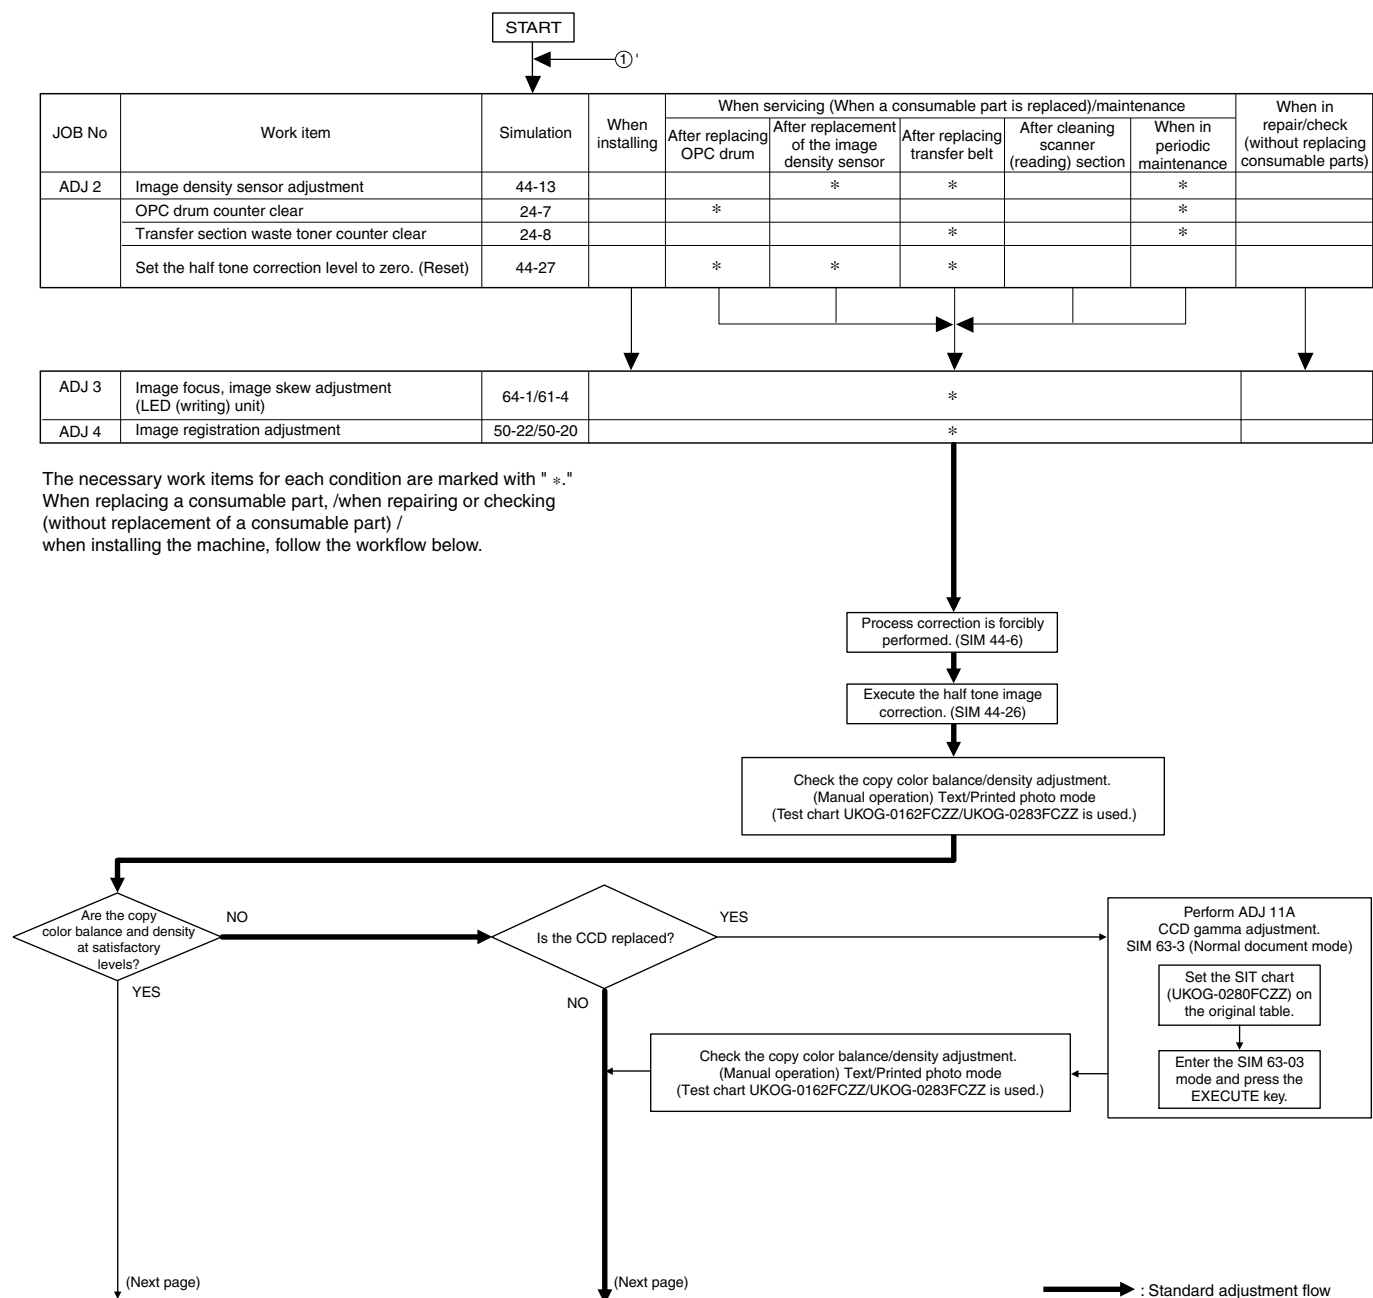 START
①'
JOB No
Work item
Simulation
When
installing
When servicing (When a consumable part is replaced)/maintenance
After replacing
OPC drum
After replacement
of the image
density sensor
After replacing
transfer belt
After cleaning
scanner
(reading) section
When in
periodic
maintenance
When in
repair/check
(without replacing
consumable parts)
ADJ 2 Image density sensor adjustment 44-13 * * *
OPC drum counter clear 24-7 * *
Transfer section waste toner counter clear 24-8 * *
Set the half tone correction level to zero. (Reset) 44-27 * * *
ADJ 3 Image focus, image skew adjustment
(LED (writing) unit) 64-1/61-4 *
ADJ 4 Image registration adjustment 50-22/50-20 *
The necessary work items for each condition are marked with " *."
When replacing a consumable part, /when repairing or checking
(without replacement of a consumable part) /
when installing the machine, follow the workflow below.
Process correction is forcibly
performed. (SIM 44-6)
Execute the half tone image
correction. (SIM 44-26)
Check the copy color balance/density adjustment.
(Manual operation) Text/Printed photo mode
(Test chart UKOG-0162FCZZ/UKOG-0283FCZZ is used.)
Are the copy
color balance and density
at satisfactory
levels?
NO
YES
Is the CCD replaced?
YES
NO
Perform ADJ 11A
CCD gamma adjustment.
SIM 63-3 (Normal document mode)
Set the SIT chart
(UKOG-0280FCZZ) on
the original table.
Enter the SIM 63-03
mode and press the
EXECUTE key.
Check the copy color balance/density adjustment.
(Manual operation) Text/Printed photo mode
(Test chart UKOG-0162FCZZ/UKOG-0283FCZZ is used.)
(Next page)
(Next page)
: Standard adjustment flow